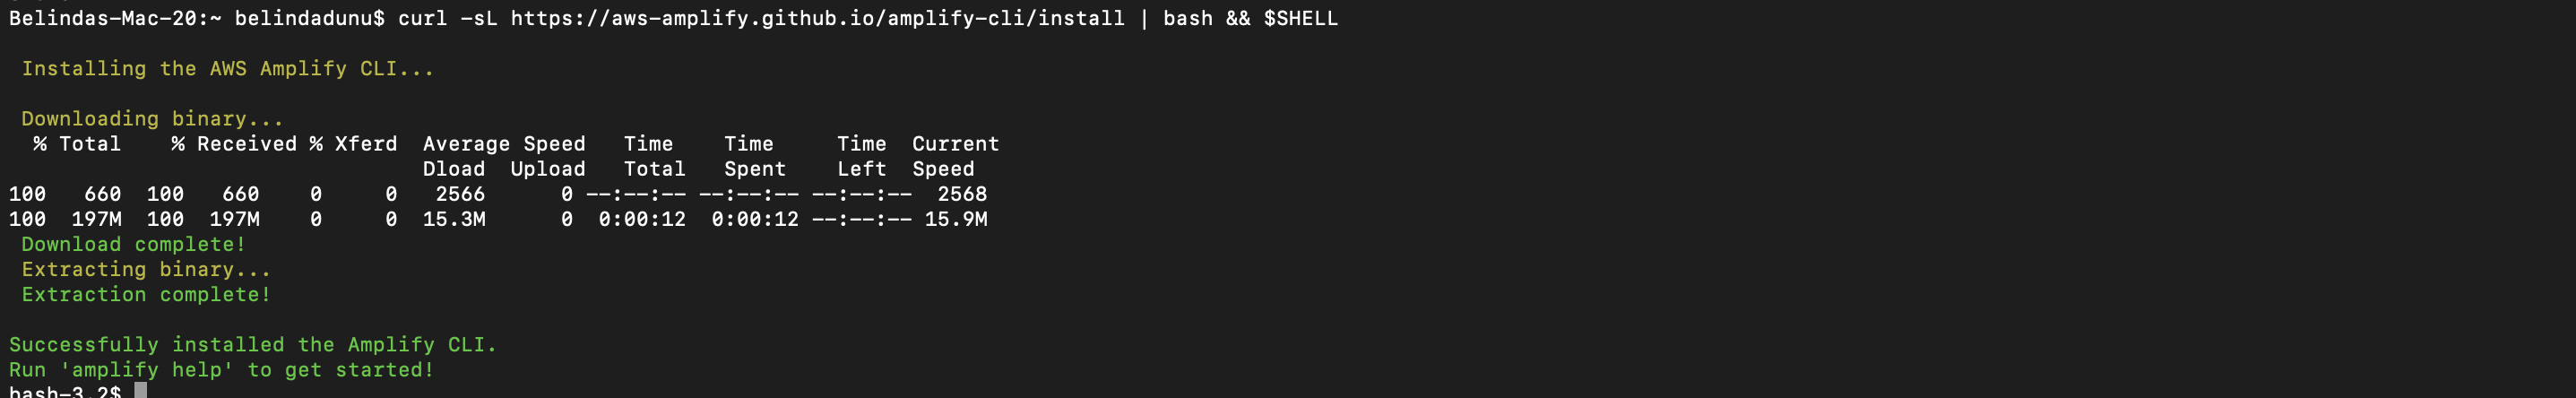 Belindas-Mac-20:~ belindadunu$ curl -sL https://aws-amplify.github.io/amplify-cli/install | bash && $SHELL
Installing the AWS Amplify CLI...
Downloading binary...
% Total % Received % Xferd Average Speed Time Time Time Current
Dload Upload Total Spent Left Speed
100 660 100 660 0 0 2566 0 --:--:-- --:--:-- --:--:-- 2568
100 197M 100 197M 0 0 15.3M 0 0:00:12 0:00:12 --:--:-- 15.9M
Download complete!
Extracting binary...
Extraction complete!
Successfully installed the Amplify CLI.
Run 'amplify help' to get started!
bash-3.2$